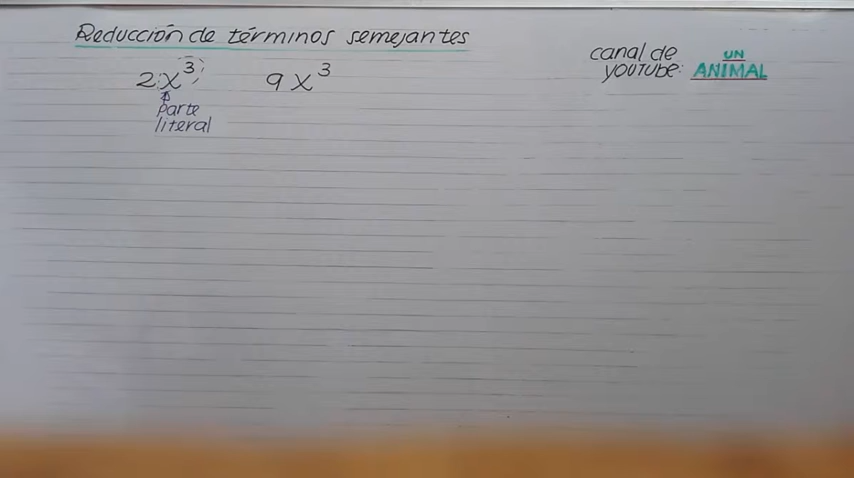 Reducción de términos semejantes
canal de
YOUTUBE:
UN
ANIMAL
2x³ 9x³
parte
literal